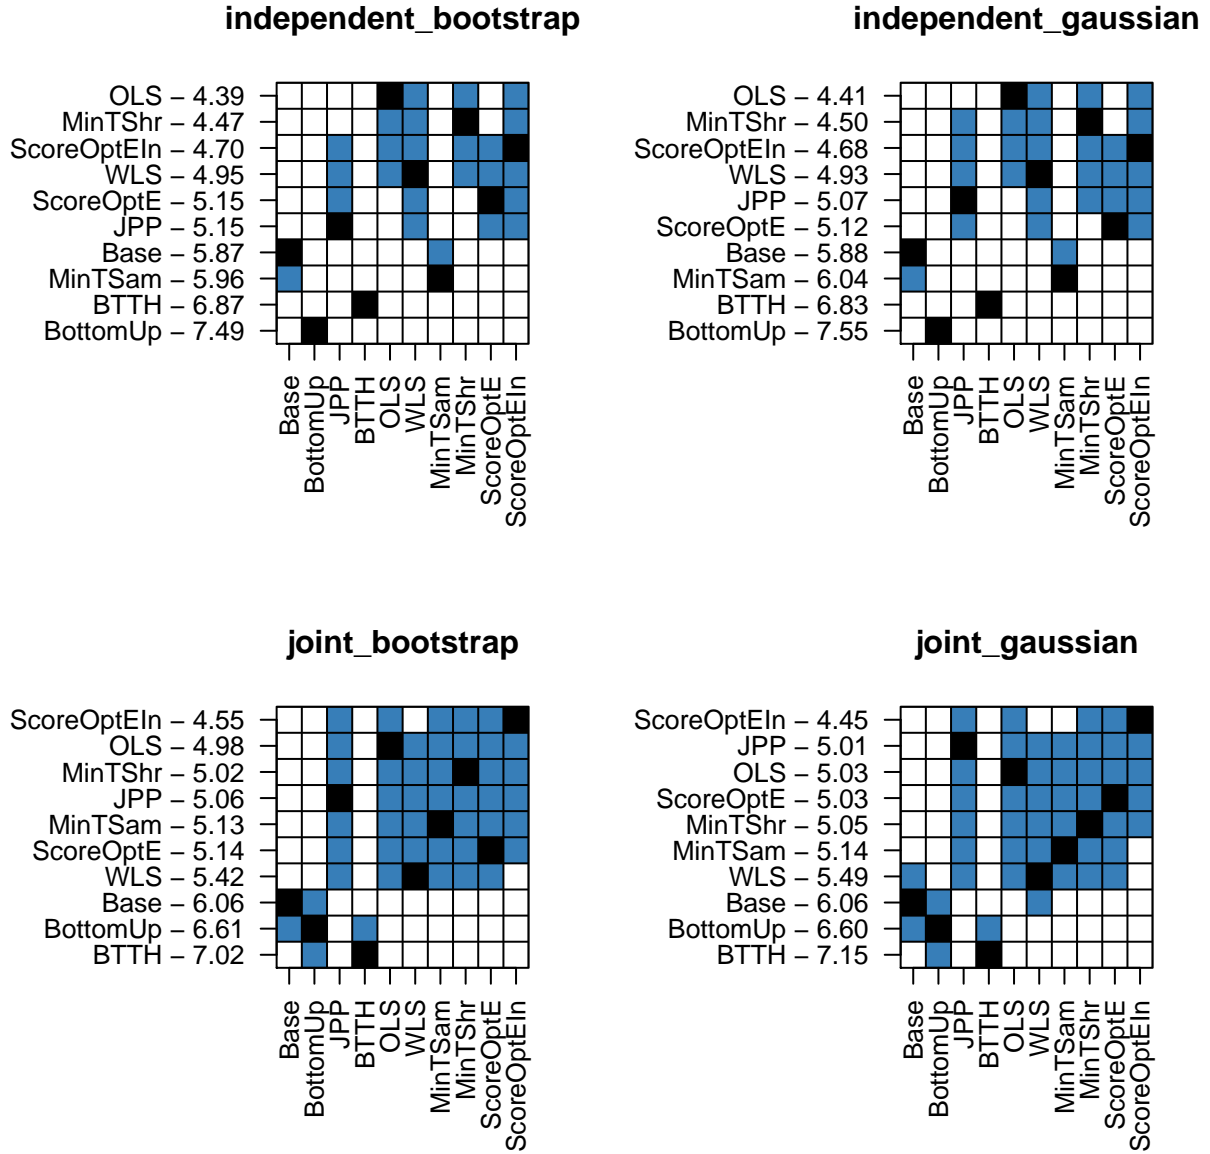 independent_bootstrap
OLS − 4.39
MinTShr − 4.47
ScoreOptEIn − 4.70
WLS − 4.95
ScoreOptE − 5.15
JPP − 5.15
Base − 5.87
MinTSam − 5.96
BTTH − 6.87
BottomUp − 7.49
Base
BottomUp
JPP
BTTH
OLS
WLS
MinTSam
MinTShr
ScoreOptE
ScoreOptEIn
independent_gaussian
OLS − 4.41
MinTShr − 4.50
ScoreOptEIn − 4.68
WLS − 4.93
JPP − 5.07
ScoreOptE − 5.12
Base − 5.88
MinTSam − 6.04
BTTH − 6.83
BottomUp − 7.55
Base
BottomUp
JPP
BTTH
OLS
WLS
MinTSam
MinTShr
ScoreOptE
ScoreOptEIn
joint_bootstrap
ScoreOptEIn − 4.55
OLS − 4.98
MinTShr − 5.02
JPP − 5.06
MinTSam − 5.13
ScoreOptE − 5.14
WLS − 5.42
Base − 6.06
BottomUp − 6.61
BTTH − 7.02
Base
BottomUp
JPP
BTTH
OLS
WLS
MinTSam
MinTShr
ScoreOptE
ScoreOptEIn
joint_gaussian
ScoreOptEIn − 4.45
JPP − 5.01
OLS − 5.03
ScoreOptE − 5.03
MinTShr − 5.05
MinTSam − 5.14
WLS − 5.49
Base − 6.06
BottomUp − 6.60
BTTH − 7.15
Base
BottomUp
JPP
BTTH
OLS
WLS
MinTSam
MinTShr
ScoreOptE
ScoreOptEIn